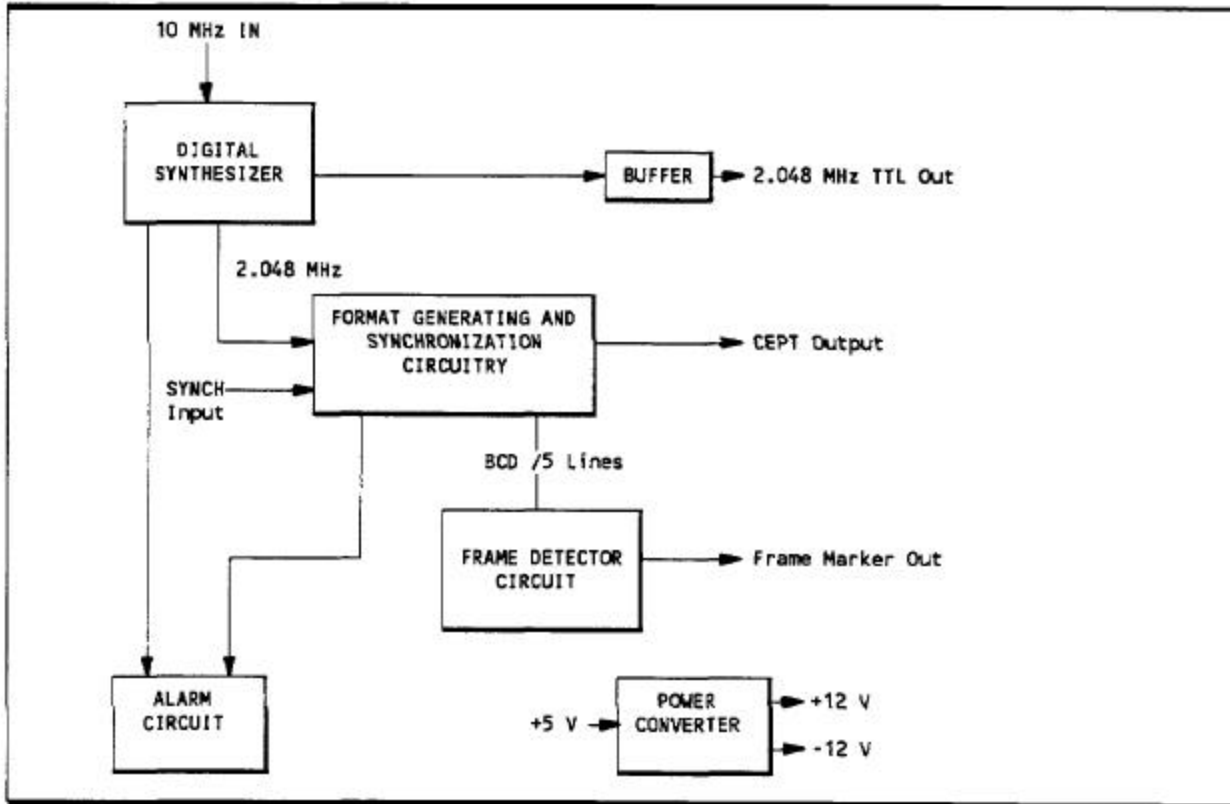 10 MHz IN
DIGITAL
SYNTHESIZER
BUFFER
2.048 MHz TTL Out
2.048 MHz
FORMAT GENERATING AND
SYNCHRONIZATION
CIRCUITRY
CEPT Output
SYNCH
Input
BCD /5 Lines
FRAME DETECTOR
CIRCUIT
Frame Marker Out
ALARM
CIRCUIT
+5 V
POWER
CONVERTER
+12 V
-12 V